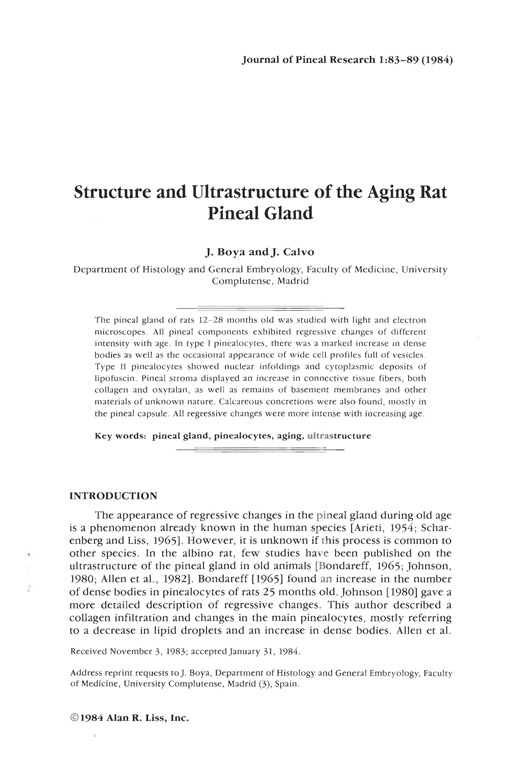 Journal of Pineal Research 1:83–89 (1984)
Structure and Ultrastructure of the Aging Rat
Pineal Gland
J. Boya and J. Calvo
Department of Histology and General Embryology, Faculty of Medicine, University
Complutense, Madrid
The pineal gland of rats 12–28 months old was studied with light and electron
microscopes. All pineal components exhibited regressive changes of different
intensity with age. In type I pinealocytes, there was a marked increase in dense
bodies as well as the occasional appearance of wide cell profiles full of vesicles.
Type II pinealocytes showed nuclear infoldings and cytoplasmic deposits of
lipofuscin. Pineal stroma displayed an increase in connective tissue fibers, both
collagen and oxytalan, as well as remains of basement membranes and other
materials of unknown nature. Calcareous concretions were also found, mostly in
the pineal capsule. All regressive changes were more intense with increasing age.
Key words: pineal gland, pinealocytes, aging, ultrastructure
INTRODUCTION
The appearance of regressive changes in the pineal gland during old age
is a phenomenon already known in the human species [Arieti, 1954; Schar-
enberg and Liss, 1965]. However, it is unknown if this process is common to
other species. In the albino rat, few studies have been published on the
ultrastructure of the pineal gland in old animals [Bondareff, 1965; Johnson,
1980; Allen et al., 1982]. Bondareff [1965] found an increase in the number
of dense bodies in pinealocytes of rats 25 months old. Johnson [1980] gave a
more detailed description of regressive changes. This author described a
collagen infiltration and changes in the main pinealocytes, mostly referring
to a decrease in lipid droplets and an increase in dense bodies. Allen et al.
Received November 3, 1983; accepted January 31, 1984.
Address reprint requests to J. Boya, Department of Histology and General Embryology, Faculty
of Medicine, University Complutense, Madrid (3), Spain.
©1984 Alan R. Liss, Inc.